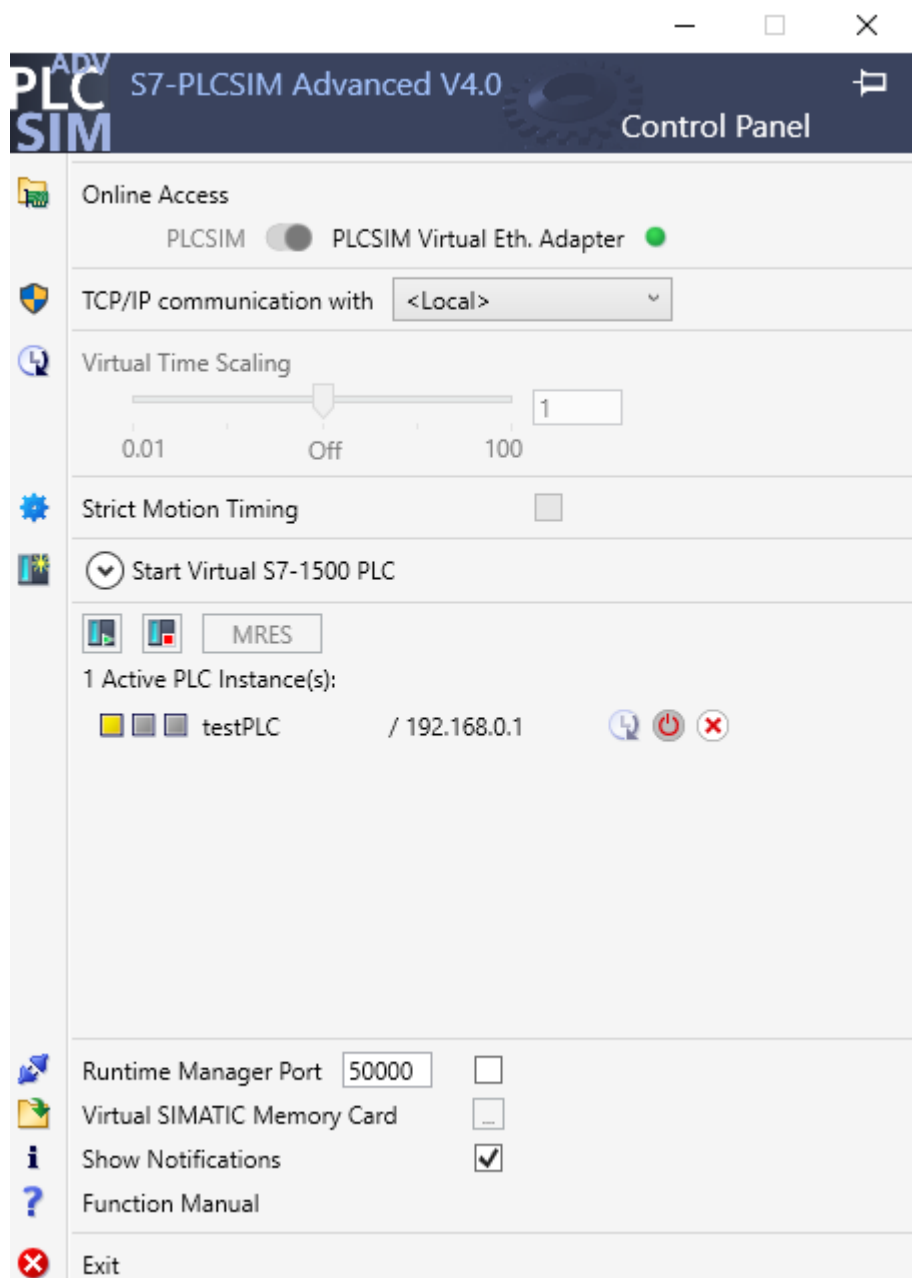 ADV
PLC
SIM
S7-PLCSIM Advanced V4.0
Control Panel
Online Access
PLCSIM PLCSIM Virtual Eth. Adapter
TCP/IP communication with <Local>
Virtual Time Scaling
1
0.01 Off 100
Strict Motion Timing
Start Virtual S7-1500 PLC
MRES
1 Active PLC Instance(s):
testPLC / 192.168.0.1
Runtime Manager Port 50000
Virtual SIMATIC Memory Card ...
Show Notifications
Function Manual
Exit